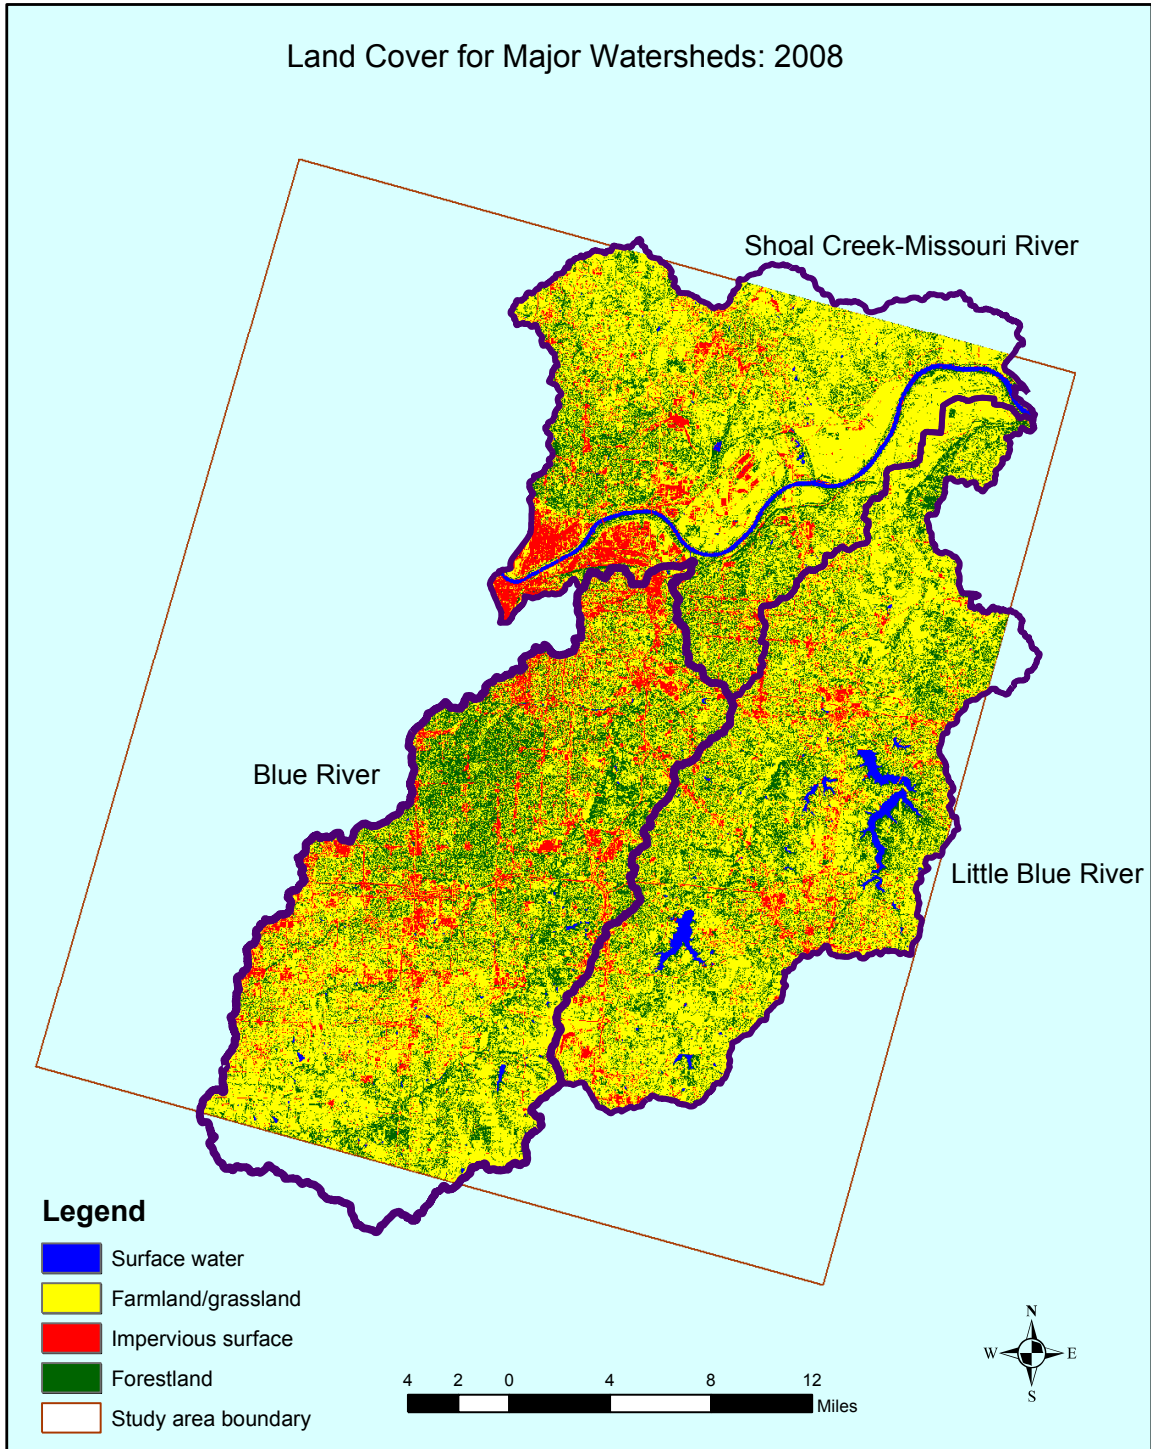 Land Cover for Major Watersheds: 2008
Shoal Creek-Missouri River
Blue River
Little Blue River
Legend
Surface water
Farmland/grassland
Impervious surface
Forestland
Study area boundary
4 2 0 4 8 12
Miles
N
W E
S